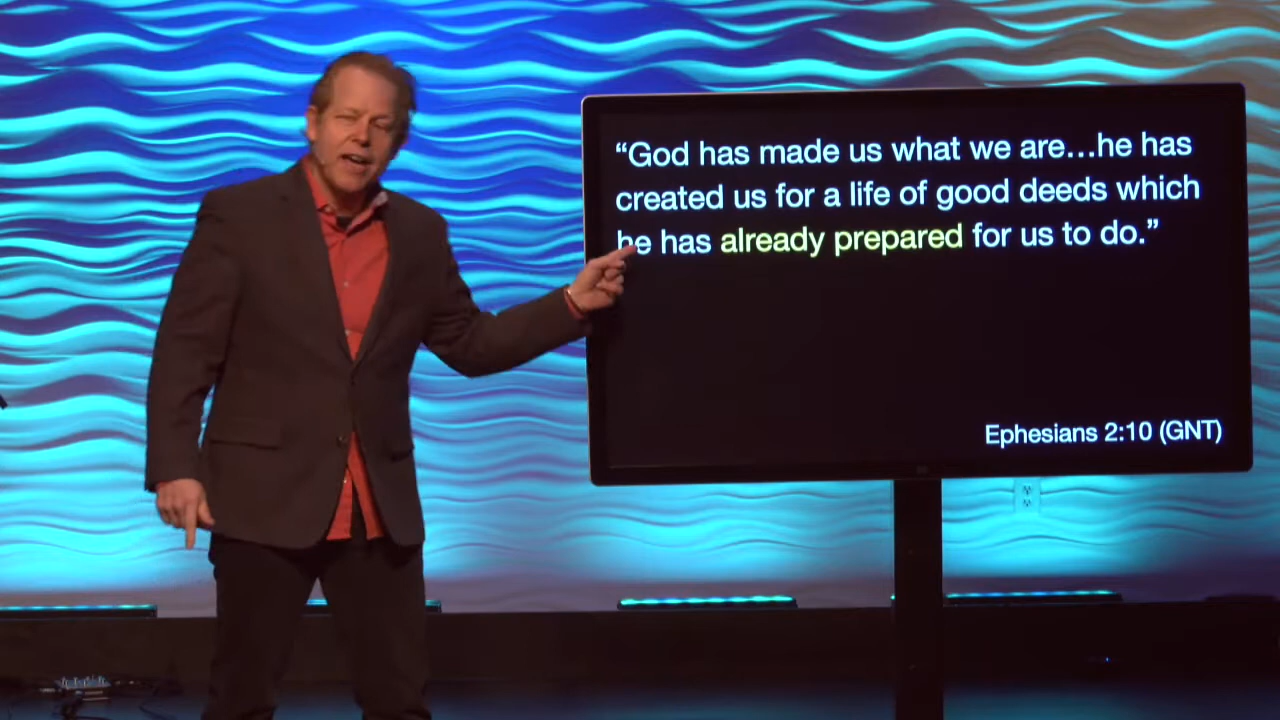 “God has made us what we are...he has
created us for a life of good deeds which
he has already prepared for us to do.”
Ephesians 2:10 (GNT)